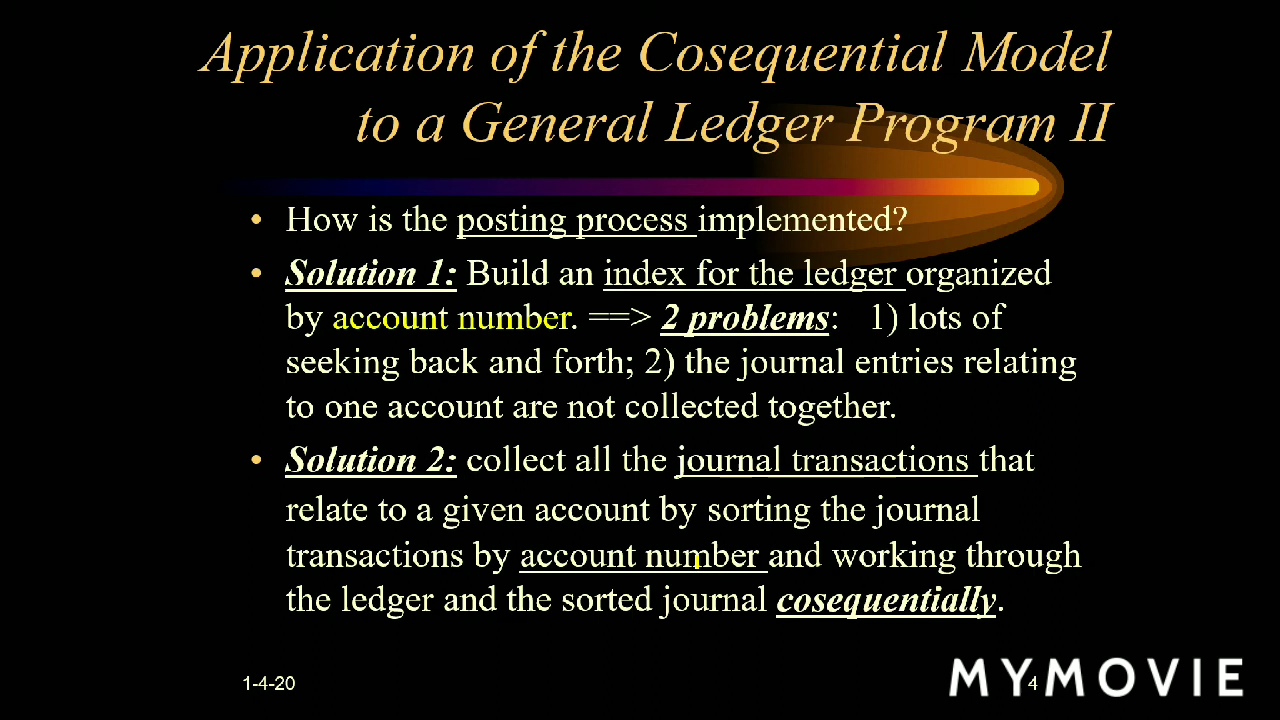 Application of the Cosequential Model
to a General Ledger Program II
• How is the posting process implemented?
• Solution 1: Build an index for the ledger organized
by account number. ==> 2 problems: 1) lots of
seeking back and forth; 2) the journal entries relating
to one account are not collected together.
• Solution 2: collect all the journal transactions that
relate to a given account by sorting the journal
transactions by account number and working through
the ledger and the sorted journal cosequentially.
1-4-20
4
MYMOVIE